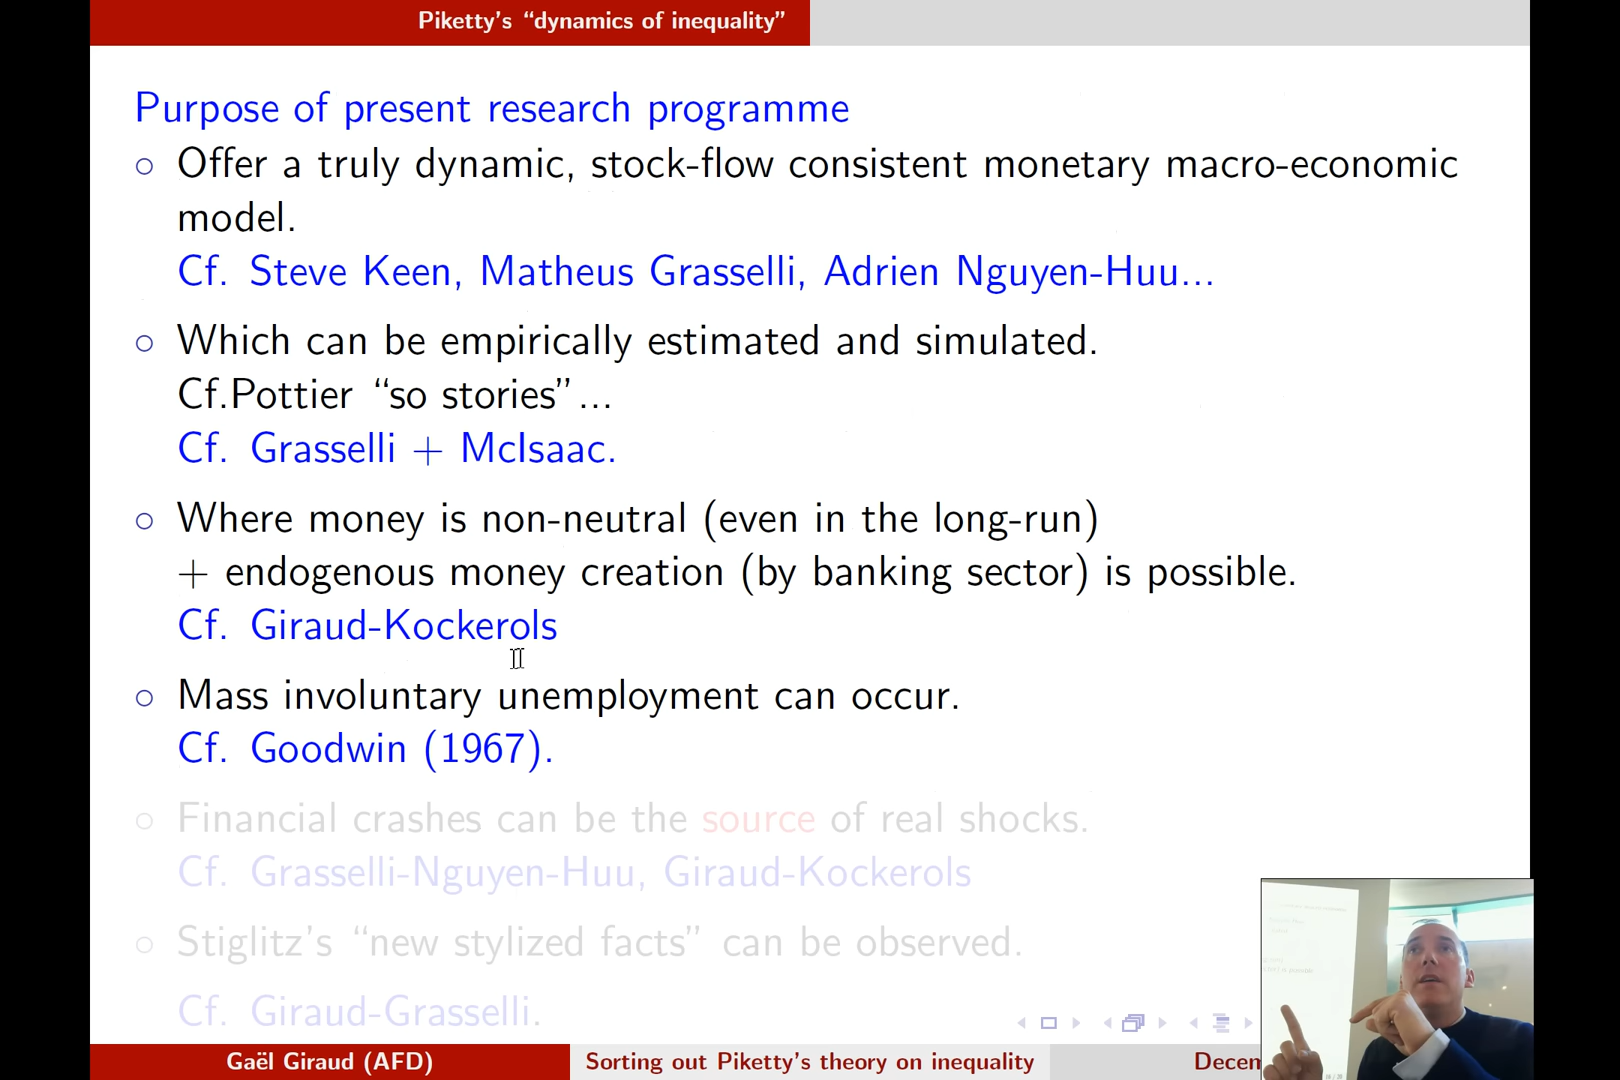 Piketty's “dynamics of inequality”
Purpose of present research programme
Offer a truly dynamic, stock-flow consistent monetary macro-economic
model.
Cf. Steve Keen, Matheus Grasselli, Adrien Nguyen-Huu...
Which can be empirically estimated and simulated.
Cf.Pottier “so stories”...
Cf. Grasselli + McIsaac.
Where money is non-neutral (even in the long-run)
+ endogenous money creation (by banking sector) is possible.
Cf. Giraud-Kockerols
Mass involuntary unemployment can occur.
Cf. Goodwin (1967).
Financial crashes can be the source of real shocks.
Cf. Grasselli-Nguyen-Huu, Giraud-Kockerols
Stiglitz's “new stylized facts” can be observed.
Cf. Giraud-Grasselli.
Gaël Giraud (AFD) Sorting out Piketty's theory on inequality Decem